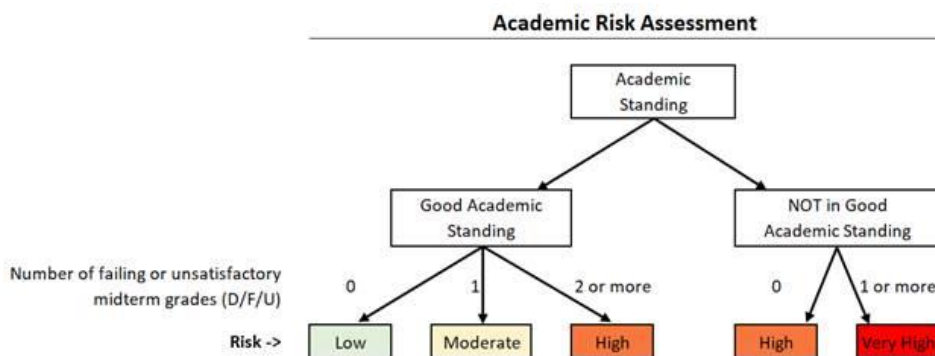 Academic Risk Assessment
Academic
Standing
Good Academic
Standing
NOT in Good
Academic Standing
Number of failing or unsatisfactory
midterm grades (D/F/U)
0
1
2 or more
0
1 or more
Risk ->
Low
Moderate
High
High
Very High